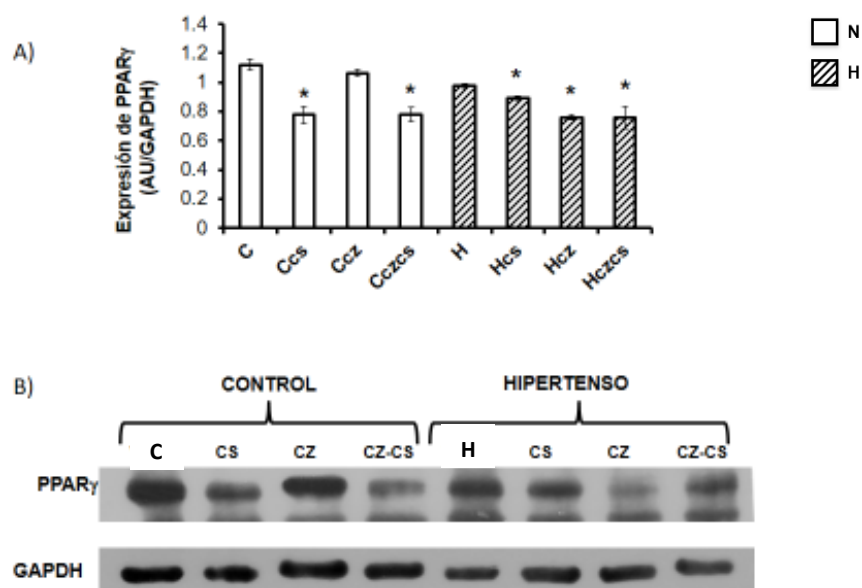 A)
Expresión de PPARγ
(AU/GAPDH)
1.4
1.2
1
0.8
0.6
0.4
0.2
0
* * * * *
C Ccs Ccz Cczcs H Hcs Hcz Hczcs
N
H
B)
CONTROL HIPERTENSO
C CS CZ CZ-CS H CS CZ CZ-CS
PPARγ
GAPDH